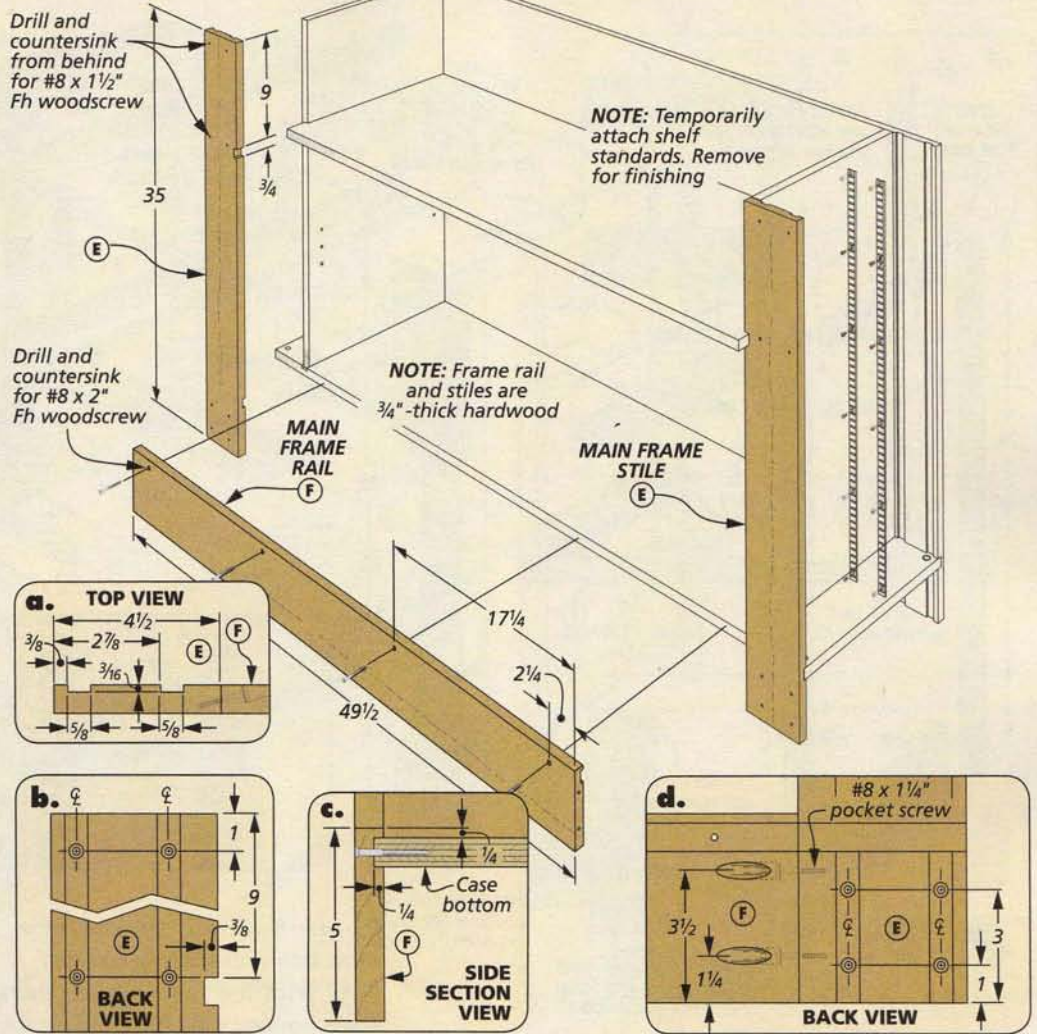 Drill and
countersink
from behind
for #8 x 1½"
Fh woodscrew
9
¾
35
E
NOTE: Temporarily
attach shelf
standards. Remove
for finishing
Drill and
countersink
for #8 x 2"
Fh woodscrew
NOTE: Frame rail
and stiles are
¾"-thick hardwood
MAIN
FRAME
RAIL
F
MAIN FRAME
STILE
E
17¼
2¼
49½
a. TOP VIEW
4½
2⅞
⅜
3/16
E
F
⅝
⅝
b.
℄ ℄
1
9
⅜
E
BACK
VIEW
c.
¼
Case
bottom
¼
5
F
SIDE
SECTION
VIEW
d.
#8 x 1¼"
pocket screw
F
3½
1¼
℄ E ℄
3
1
BACK VIEW